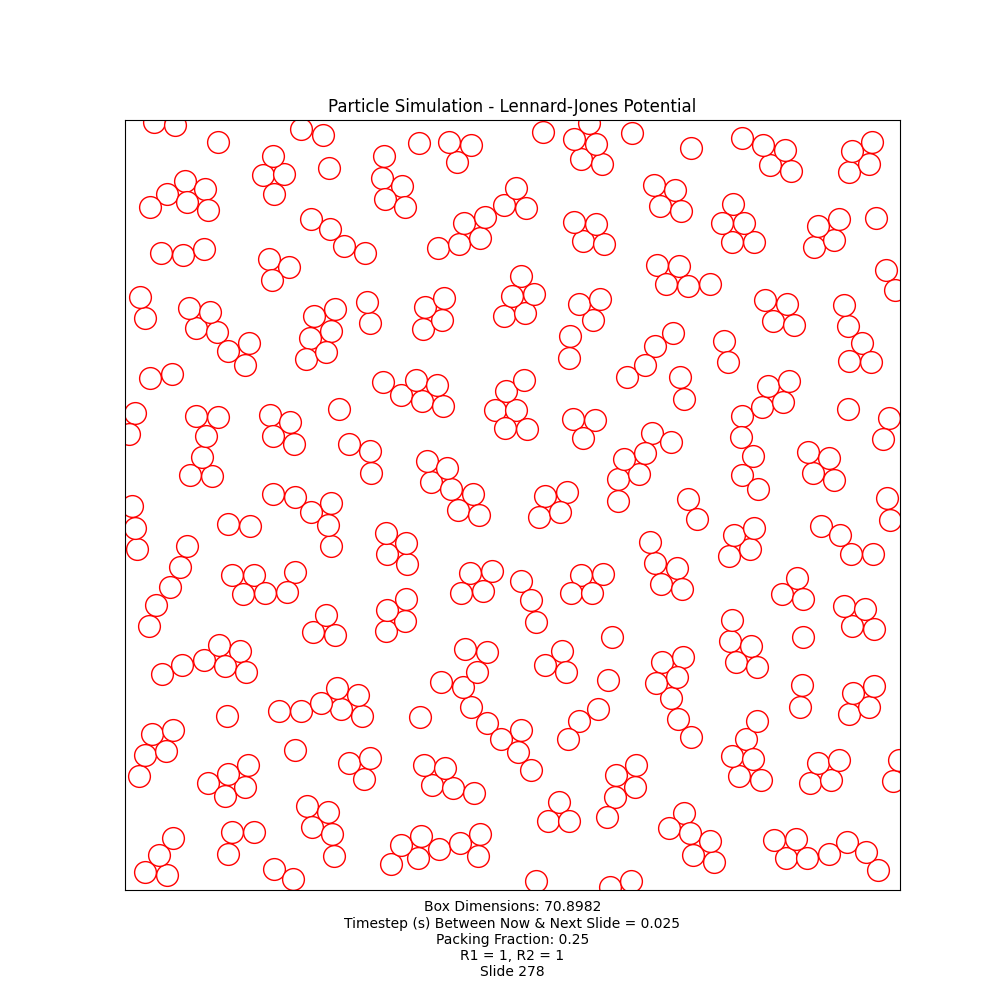 Particle Simulation - Lennard-Jones Potential
Box Dimensions: 70.8982
Timestep (s) Between Now & Next Slide = 0.025
Packing Fraction: 0.25
R1 = 1, R2 = 1
Slide 278